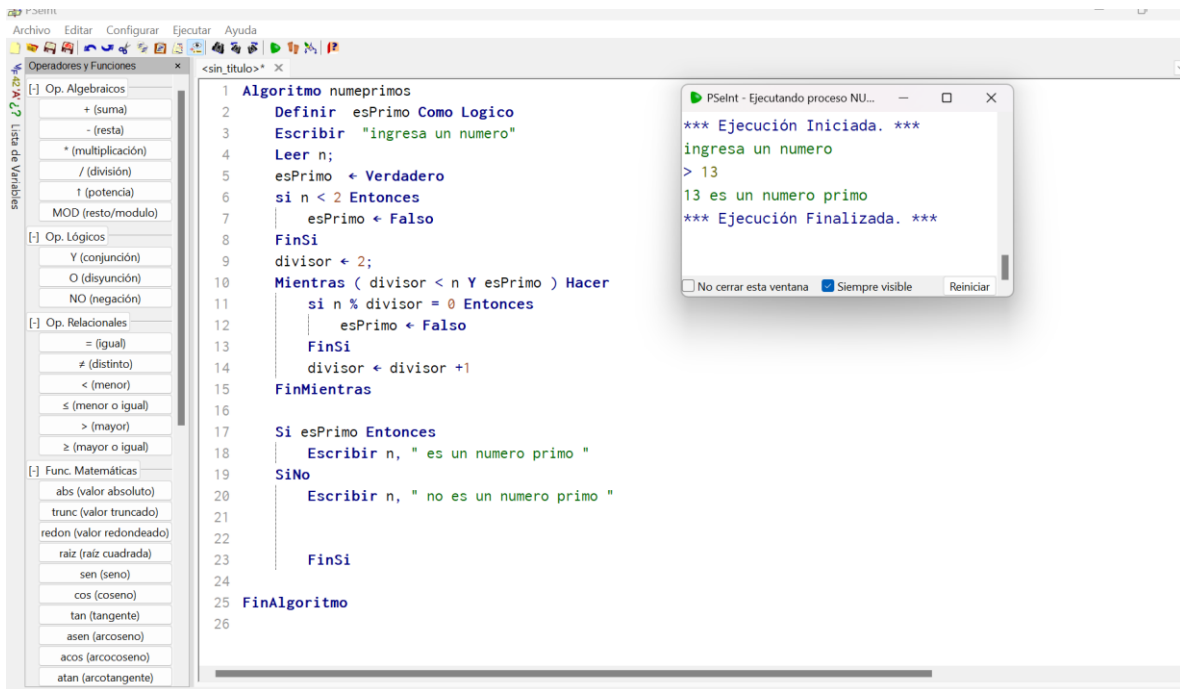 PSeInt
Archivo Editar Configurar Ejecutar Ayuda
Operadores y Funciones ×
<sin_titulo>* ×
Lista de Variables
[-] Op. Algebraicos
+ (suma)
- (resta)
* (multiplicación)
/ (división)
↑ (potencia)
MOD (resto/modulo)
[-] Op. Lógicos
Y (conjunción)
O (disyunción)
NO (negación)
[-] Op. Relacionales
= (igual)
≠ (distinto)
< (menor)
≤ (menor o igual)
> (mayor)
≥ (mayor o igual)
[-] Func. Matemáticas
abs (valor absoluto)
trunc (valor truncado)
redon (valor redondeado)
raiz (raíz cuadrada)
sen (seno)
cos (coseno)
tan (tangente)
asen (arcoseno)
acos (arcocoseno)
atan (arcotangente)
1 Algoritmo numeprimos
2 Definir esPrimo Como Logico
3 Escribir "ingresa un numero"
4 Leer n;
5 esPrimo ← Verdadero
6 si n < 2 Entonces
7 esPrimo ← Falso
8 FinSi
9 divisor ← 2;
10 Mientras ( divisor < n Y esPrimo ) Hacer
11 si n % divisor = 0 Entonces
12 esPrimo ← Falso
13 FinSi
14 divisor ← divisor +1
15 FinMientras
16
17 Si esPrimo Entonces
18 Escribir n, " es un numero primo "
19 SiNo
20 Escribir n, " no es un numero primo "
21
22
23 FinSi
24
25 FinAlgoritmo
26
PSeInt - Ejecutando proceso NU...
*** Ejecución Iniciada. ***
ingresa un numero
> 13
13 es un numero primo
*** Ejecución Finalizada. ***
No cerrar esta ventana Siempre visible Reiniciar